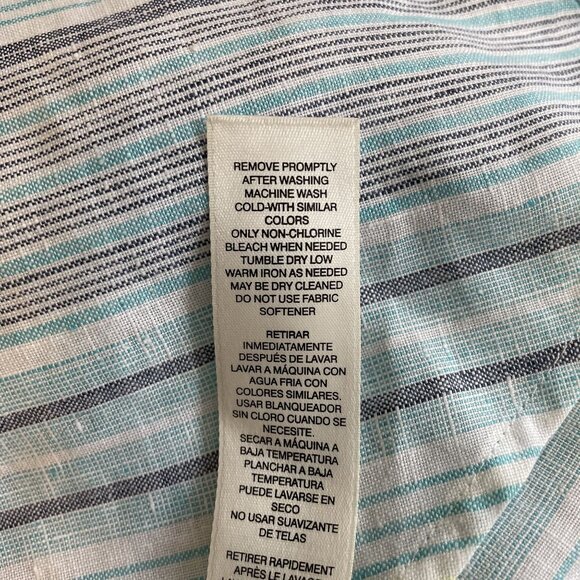 REMOVE PROMPTLY
AFTER WASHING
MACHINE WASH
COLD-WITH SIMILAR
COLORS
ONLY NON-CHLORINE
BLEACH WHEN NEEDED
TUMBLE DRY LOW
WARM IRON AS NEEDED
MAY BE DRY CLEANED
DO NOT USE FABRIC
SOFTENER
RETIRAR
INMEDIATAMENTE
DESPUÉS DE LAVAR
LAVAR A MÁQUINA CON
AGUA FRIA CON
COLORES SIMILARES.
USAR BLANQUEADOR
SIN CLORO CUANDO SE
NECESITE.
SECAR A MÁQUINA A
BAJA TEMPERATURA
PLANCHAR A BAJA
TEMPERATURA
PUEDE LAVARSE EN
SECO
NO USAR SUAVIZANTE
DE TELAS
RETIRER RAPIDEMENT
APRÈS LE LAVAGE